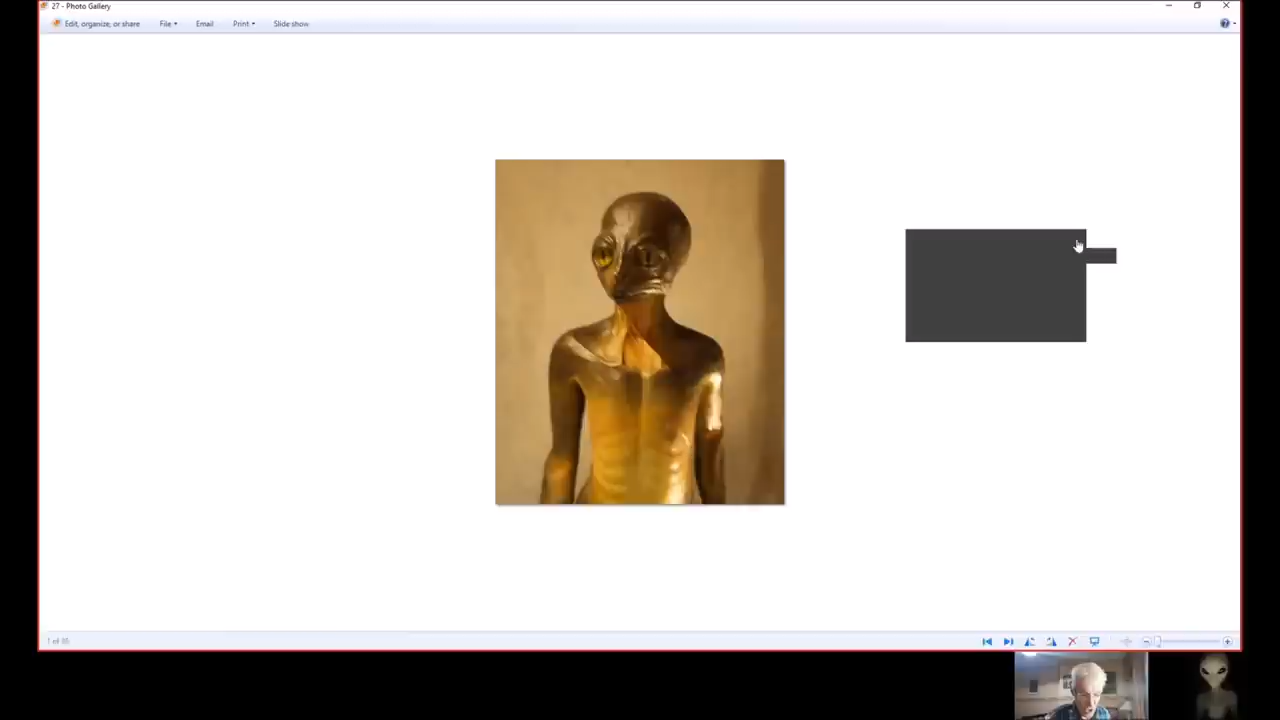 27 - Photo Gallery
Edit, organize, or share File Email Print Slide show